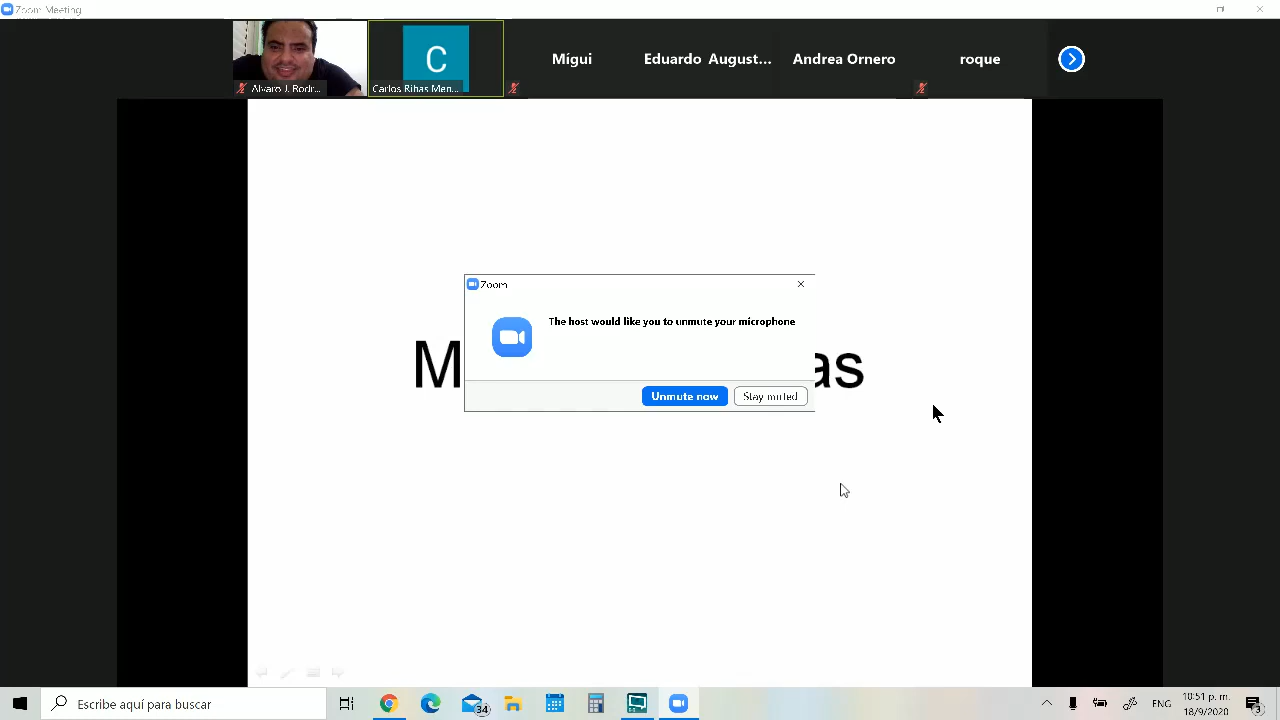 Zoom Meeting
C
Mígui
Eduardo August...
Andrea Ornero
roque
Alvaro J. Rodr...
Carlos Ribas Men...
Zoom
The host would like you to unmute your microphone
M
as
Unmute now
Stay muted
Escribe aquí para buscar
34
ENG
10:51 p. m.
18/9/2020
3